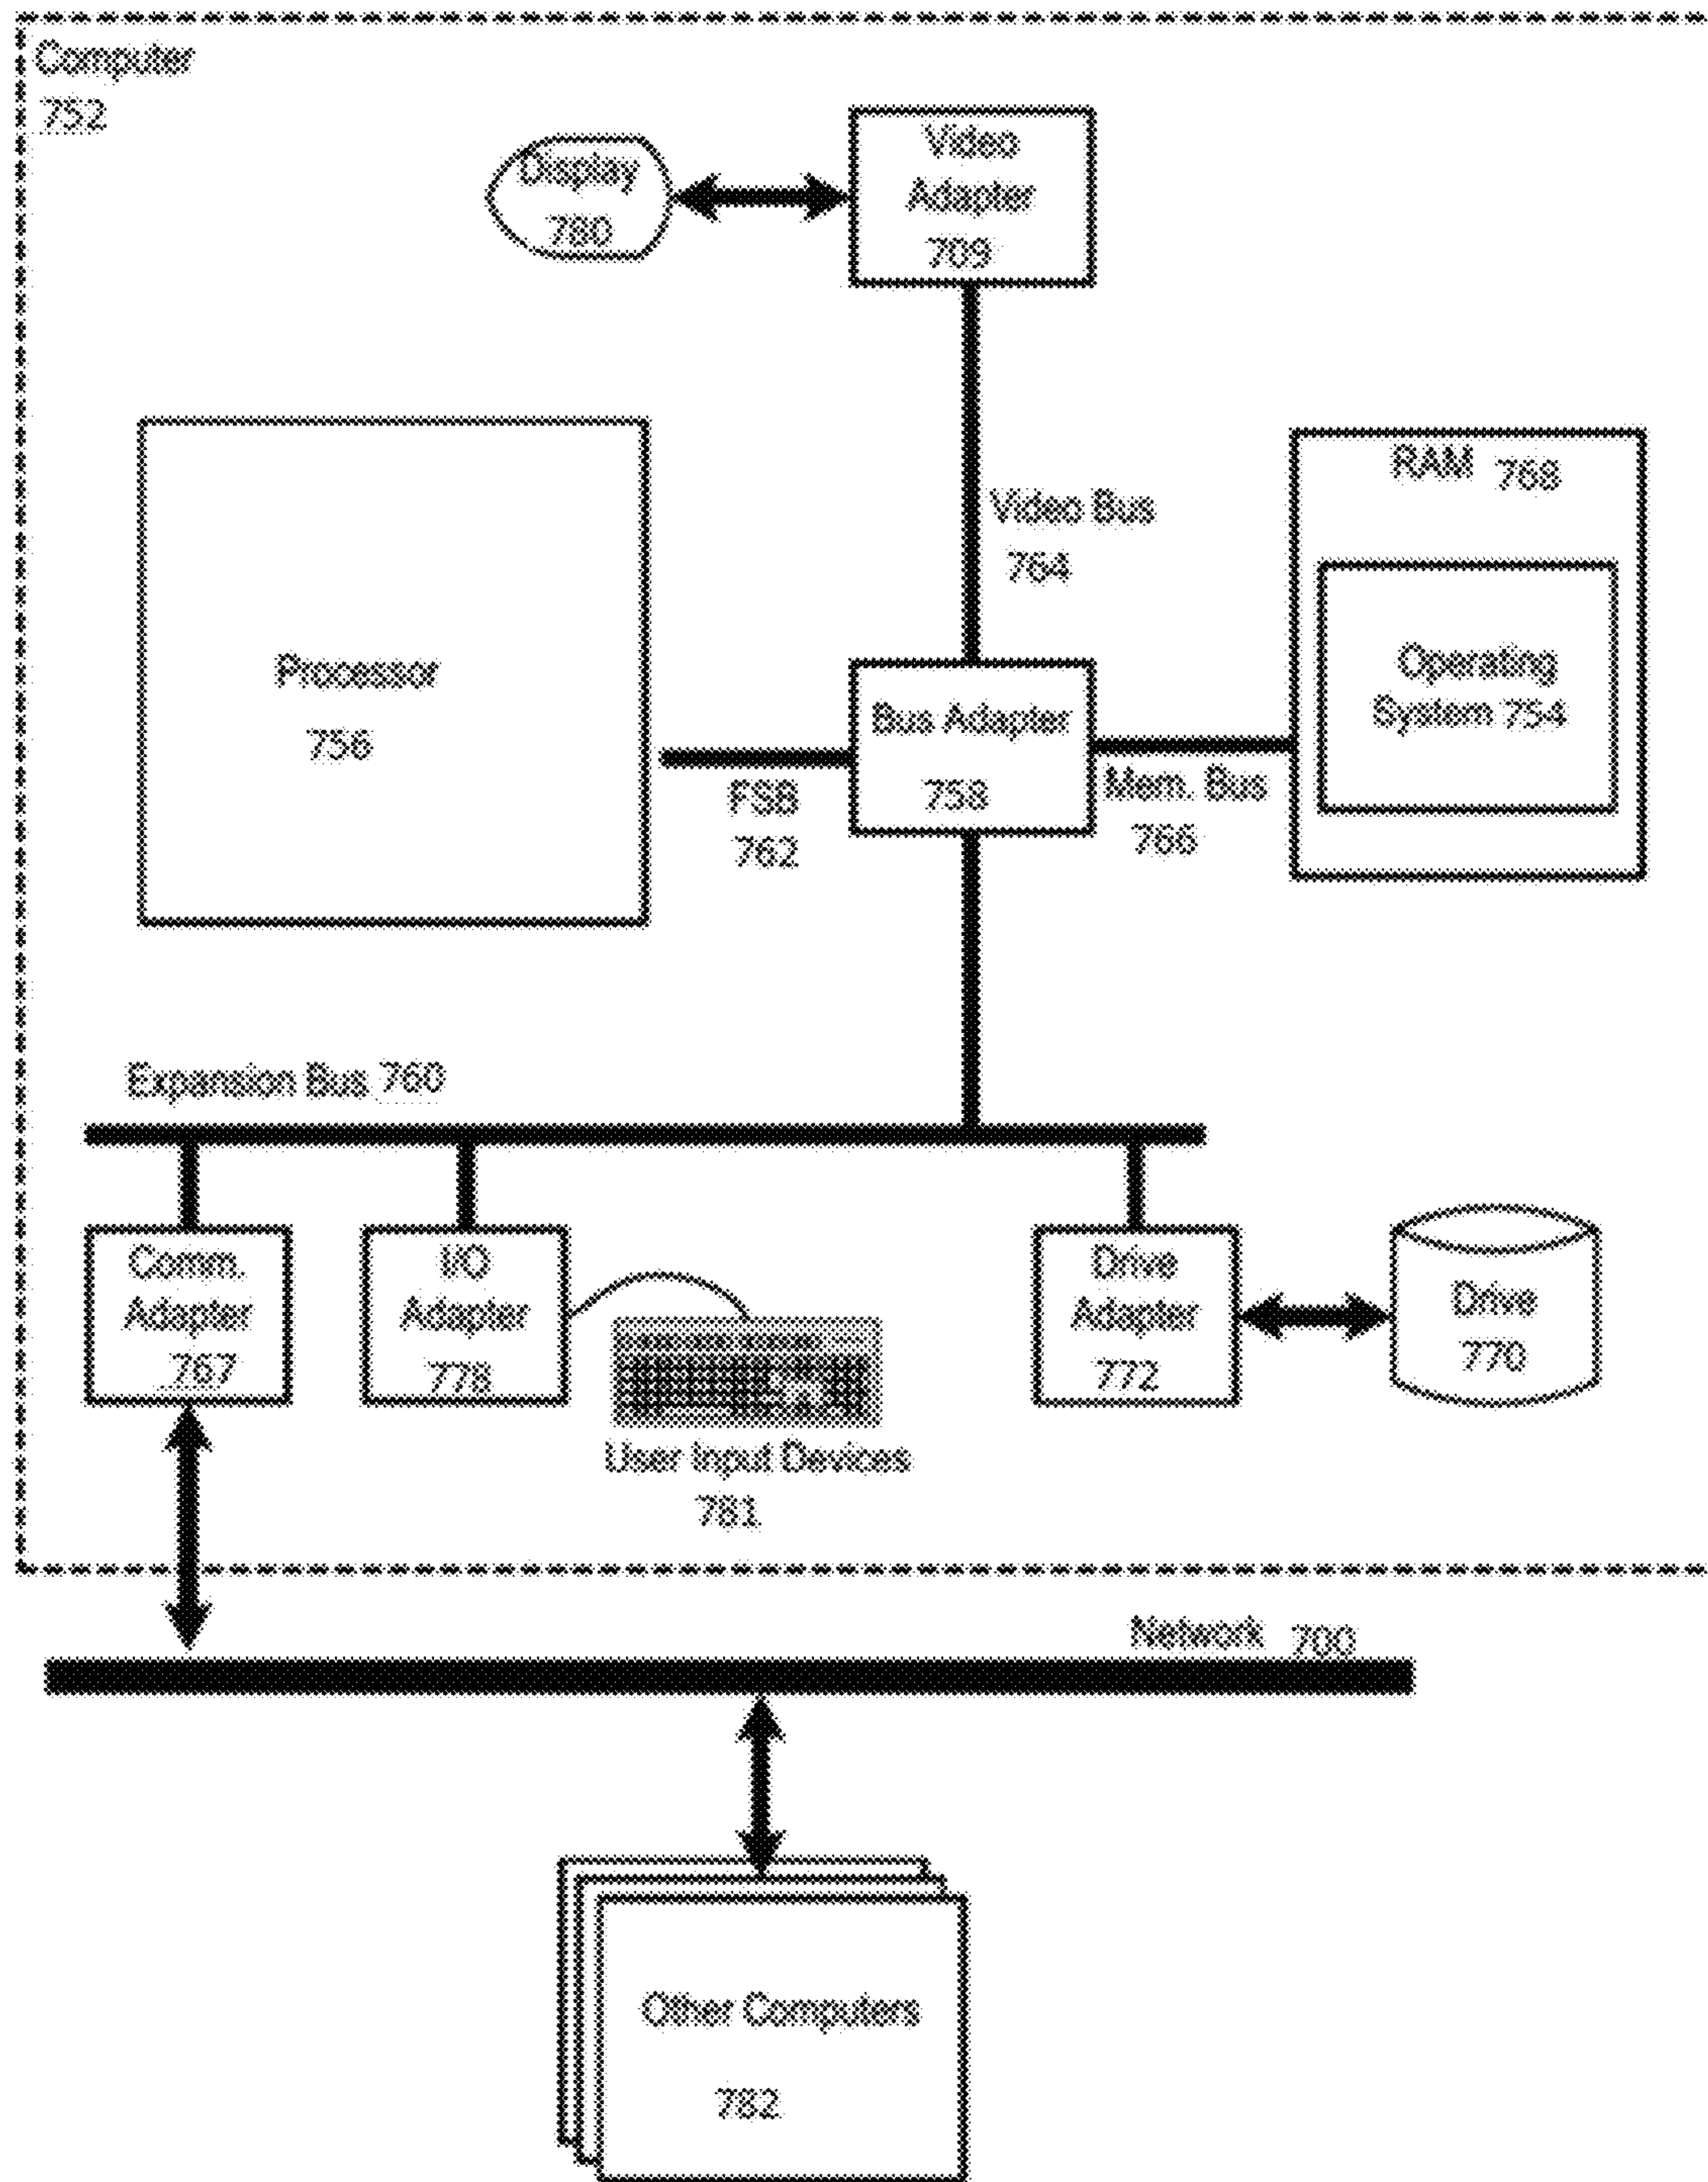 Computer
752
Display
780
Video
Adapter
709
Video Bus
764
RAM 768
Operating
System 754
Processor
756
Bus Adapter
758
FSB
762
Mem. Bus
766
Expansion Bus 760
Comm.
Adapter
767
I/O
Adapter
778
User Input Devices
781
Drive
Adapter
772
Drive
770
Network 700
Other Computers
782